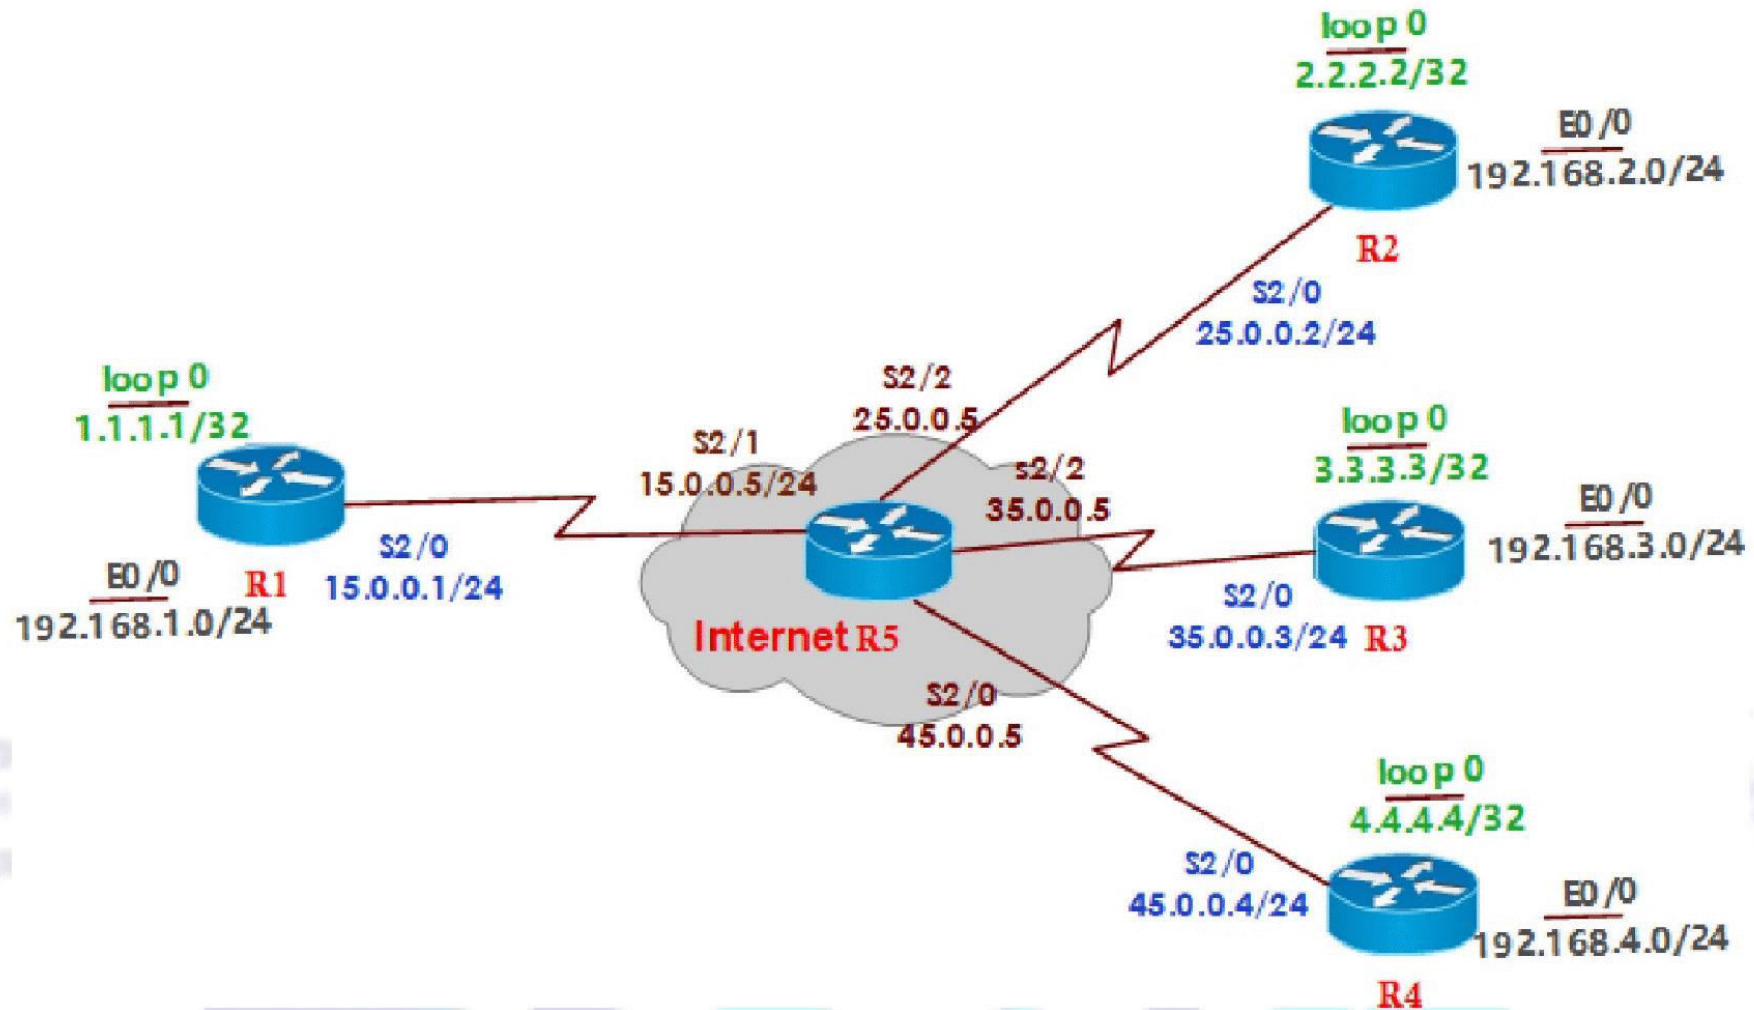 loop 0
2.2.2.2/32
E0/0
192.168.2.0/24
R2
S2/0
25.0.0.2/24
loop 0
1.1.1.1/32
S2/2
25.0.0.5
S2/1
15.0.0.5/24
s2/2
35.0.0.5
loop 0
3.3.3.3/32
E0/0
192.168.3.0/24
S2/0
15.0.0.1/24
E0/0
R1
192.168.1.0/24
Internet R5
S2/0
35.0.0.3/24
R3
S2/0
45.0.0.5
loop 0
4.4.4.4/32
S2/0
45.0.0.4/24
E0/0
192.168.4.0/24
R4